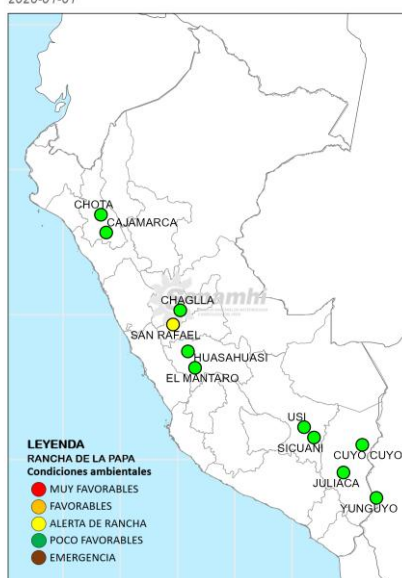 CHOTA
CAJAMARCA
CHAGLLA
Senamhi
SAN RAFAEL
HUASAHUASI
EL MANTARO
USI
SICUANI
CUYO CUYO
JULIACA
YUNGUYO
LEYENDA
RANCHA DE LA PAPA
Condiciones ambientales
MUY FAVORABLES
FAVORABLES
ALERTA DE RANCHA
POCO FAVORABLES
EMERGENCIA